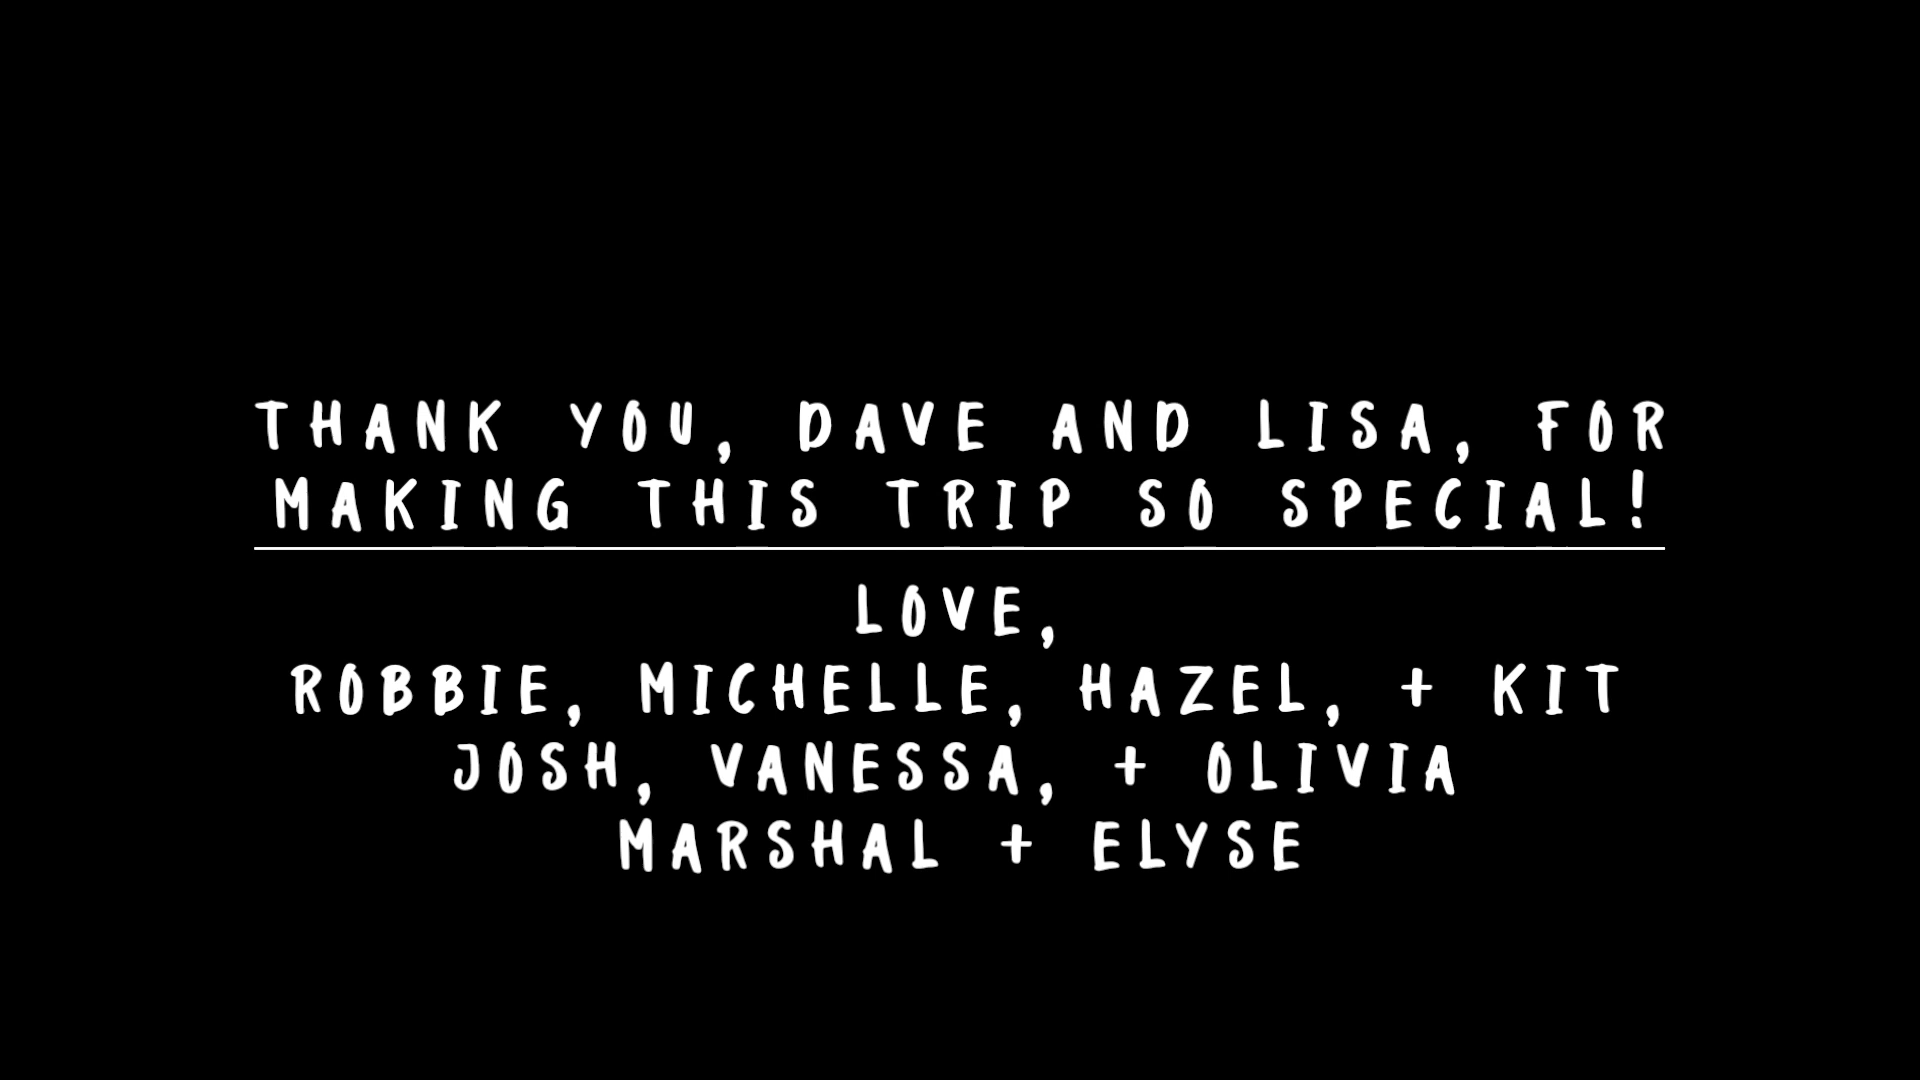 THANK YOU, DAVE AND LISA, FOR
MAKING THIS TRIP SO SPECIAL!
LOVE,
ROBBIE, MICHELLE, HAZEL, + KIT
JOSH, VANESSA, + OLIVIA
MARSHAL + ELYSE